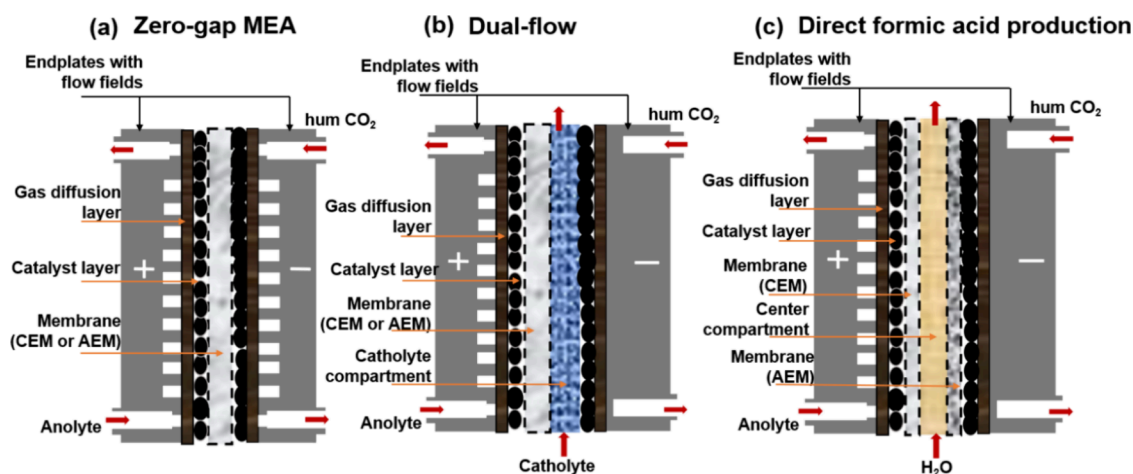 (a) Zero-gap MEA
Endplates with
flow fields
hum CO₂
Gas diffusion
layer
+
−
Catalyst layer
Membrane
(CEM or AEM)
Anolyte
(b) Dual-flow
Endplates with
flow fields
hum CO₂
Gas diffusion
layer
+
−
Catalyst layer
Membrane
(CEM or AEM)
Catholyte
compartment
Anolyte
Catholyte
(c) Direct formic acid production
Endplates with
flow fields
hum CO₂
Gas diffusion
layer
Catalyst layer
+
−
Membrane
(CEM)
Center
compartment
Membrane
(AEM)
Anolyte
H₂O